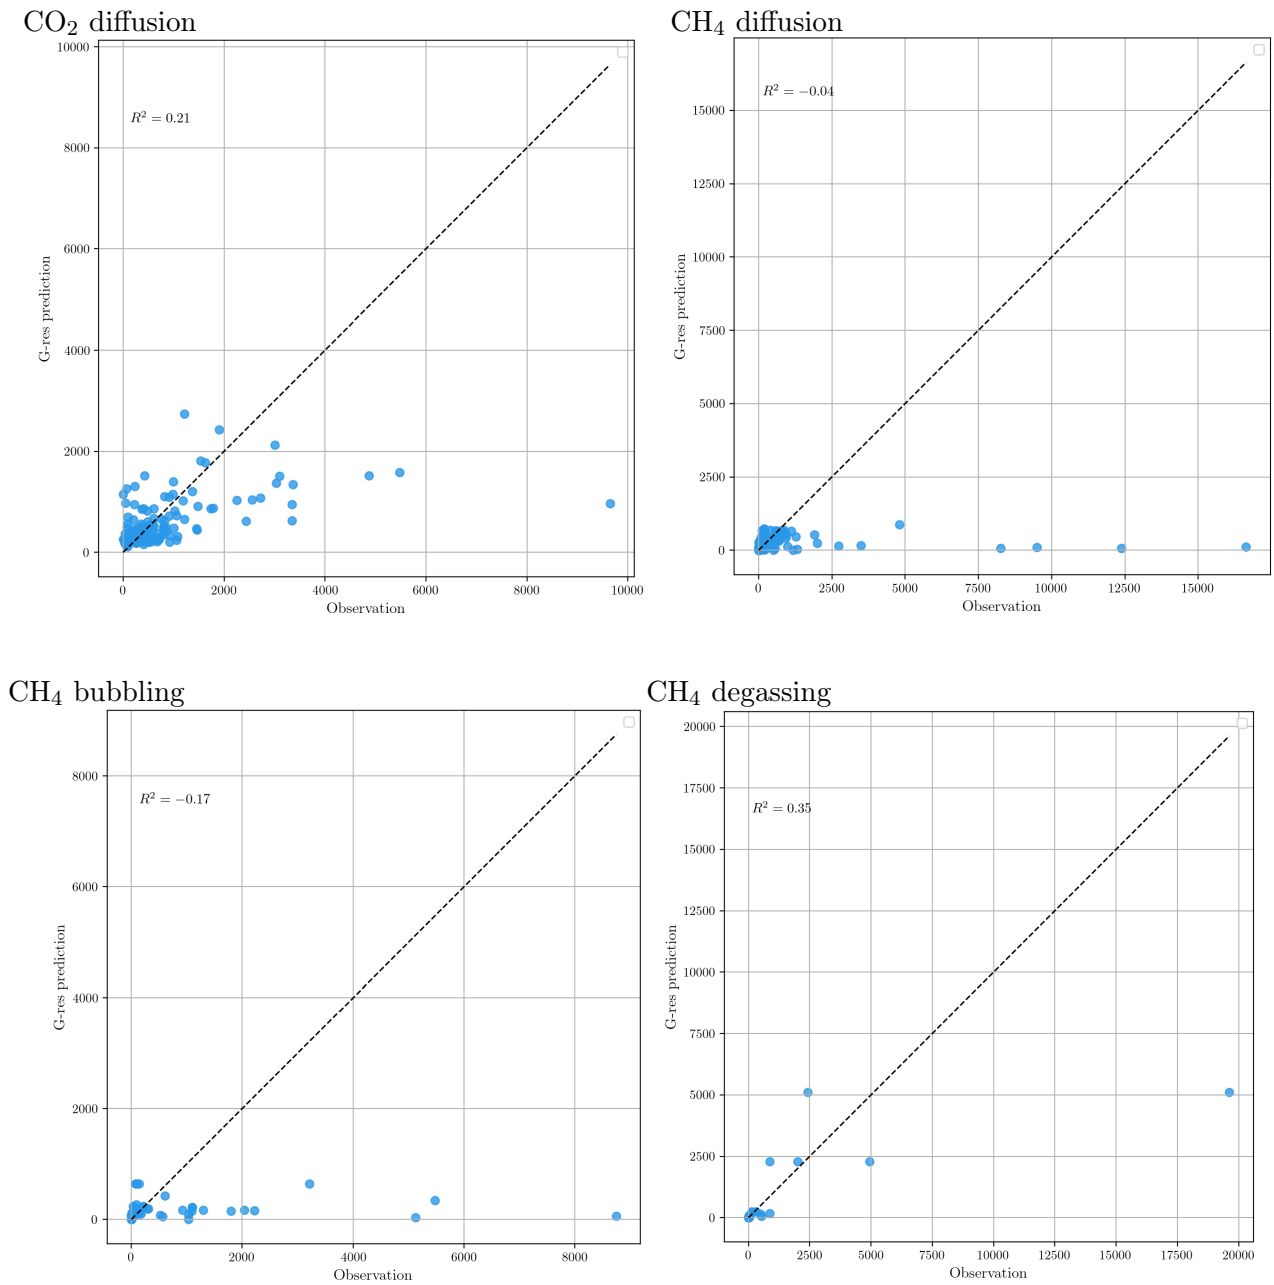 CO₂ diffusion
10000
8000
6000
4000
2000
0
G-res prediction
R² = 0.21
0 2000 4000 6000 8000 10000
Observation
CH₄ diffusion
15000
12500
10000
7500
5000
2500
0
G-res prediction
R² = −0.04
0 2500 5000 7500 10000 12500 15000
Observation
CH₄ bubbling
8000
6000
4000
2000
0
G-res prediction
R² = −0.17
0 2000 4000 6000 8000
Observation
CH₄ degassing
20000
17500
15000
12500
10000
7500
5000
2500
0
G-res prediction
R² = 0.35
0 2500 5000 7500 10000 12500 15000 17500 20000
Observation